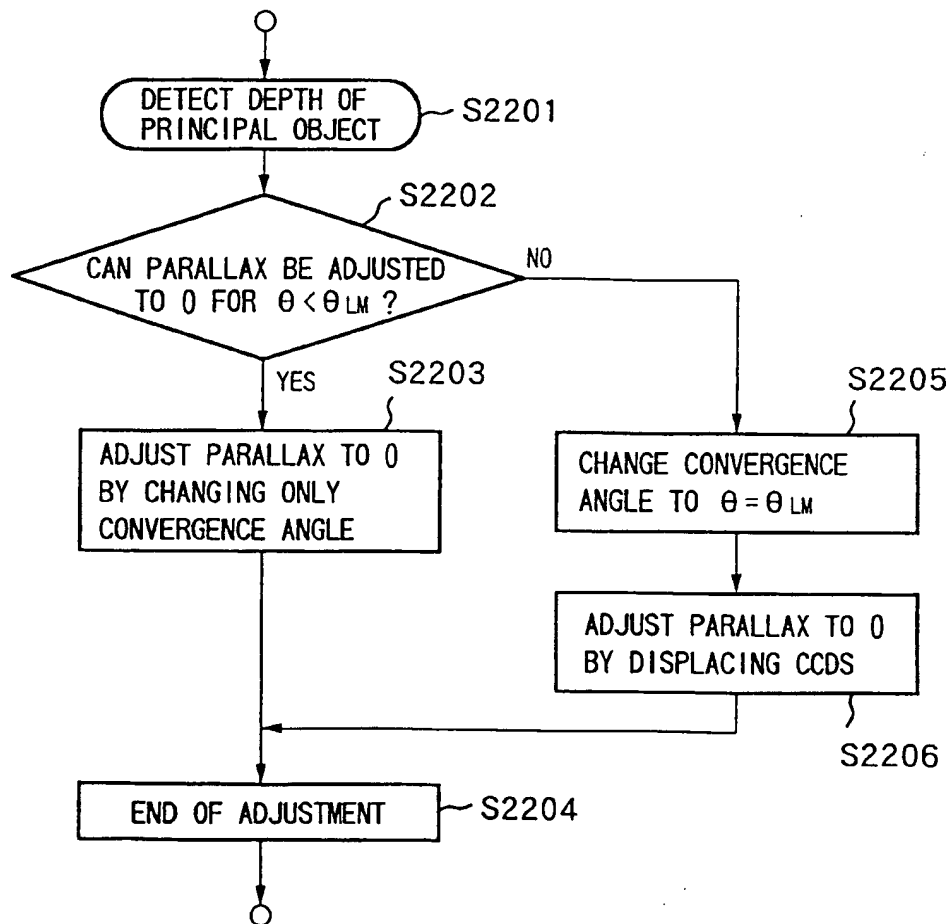 DETECT DEPTH OF
PRINCIPAL OBJECT
S2201
S2202
CAN PARALLAX BE ADJUSTED
TO 0 FOR θ<θLM ?
NO
YES
S2203
ADJUST PARALLAX TO 0
BY CHANGING ONLY
CONVERGENCE ANGLE
S2205
CHANGE CONVERGENCE
ANGLE TO θ=θLM
ADJUST PARALLAX TO 0
BY DISPLACING CCDS
S2206
END OF ADJUSTMENT
S2204